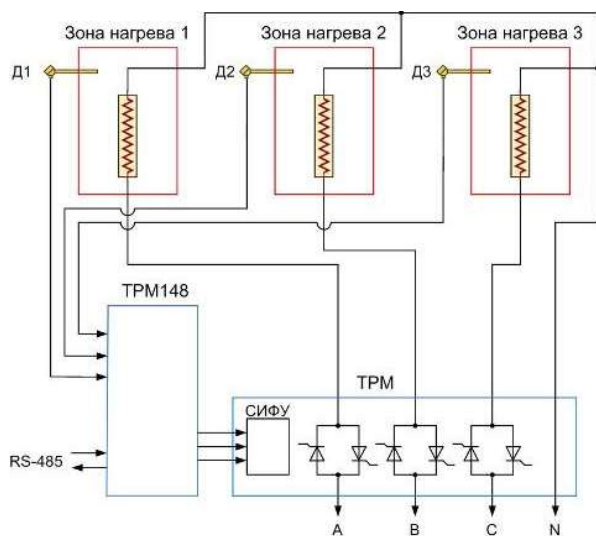 Зона нагрева 1
Зона нагрева 2
Зона нагрева 3
Д1
Д2
Д3
ТРМ148
ТРМ
СИФУ
RS-485
A
B
C
N